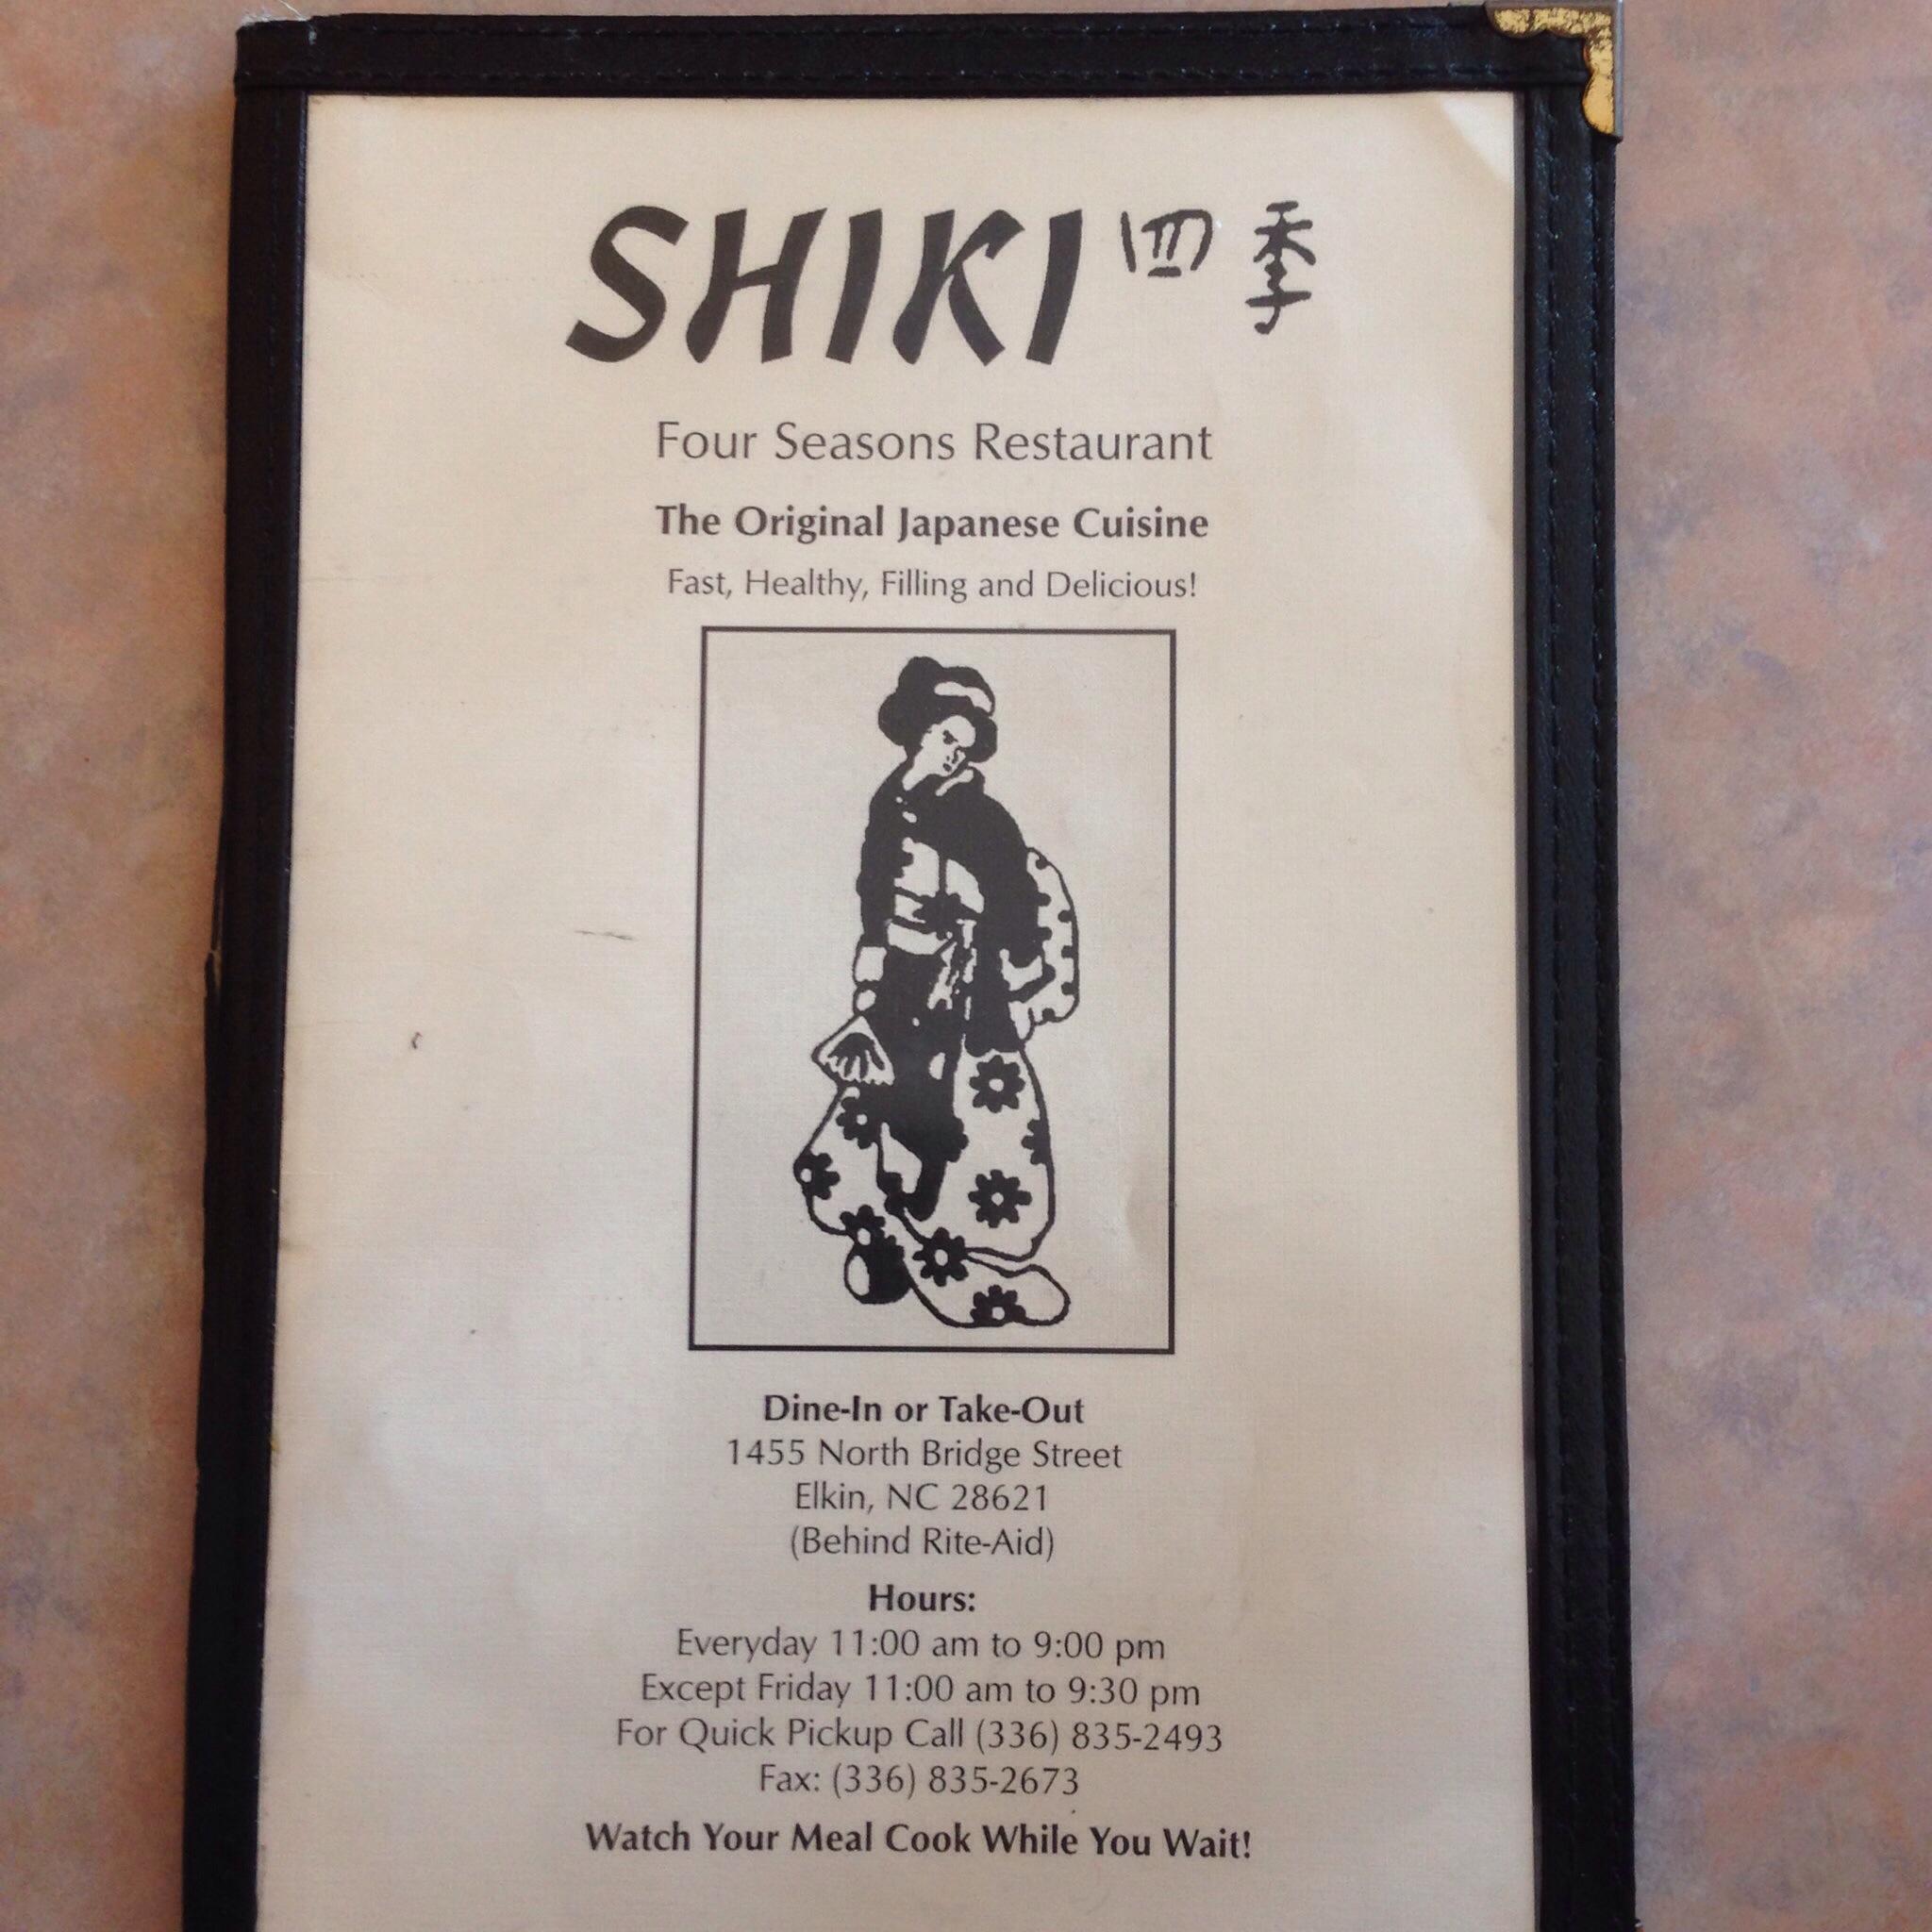 SHIKI 四季
Four Seasons Restaurant
The Original Japanese Cuisine
Fast, Healthy, Filling and Delicious!
Dine-In or Take-Out
1455 North Bridge Street
Elkin, NC 28621
(Behind Rite-Aid)
Hours:
Everyday 11:00 am to 9:00 pm
Except Friday 11:00 am to 9:30 pm
For Quick Pickup Call (336) 835-2493
Fax: (336) 835-2673
Watch Your Meal Cook While You Wait!